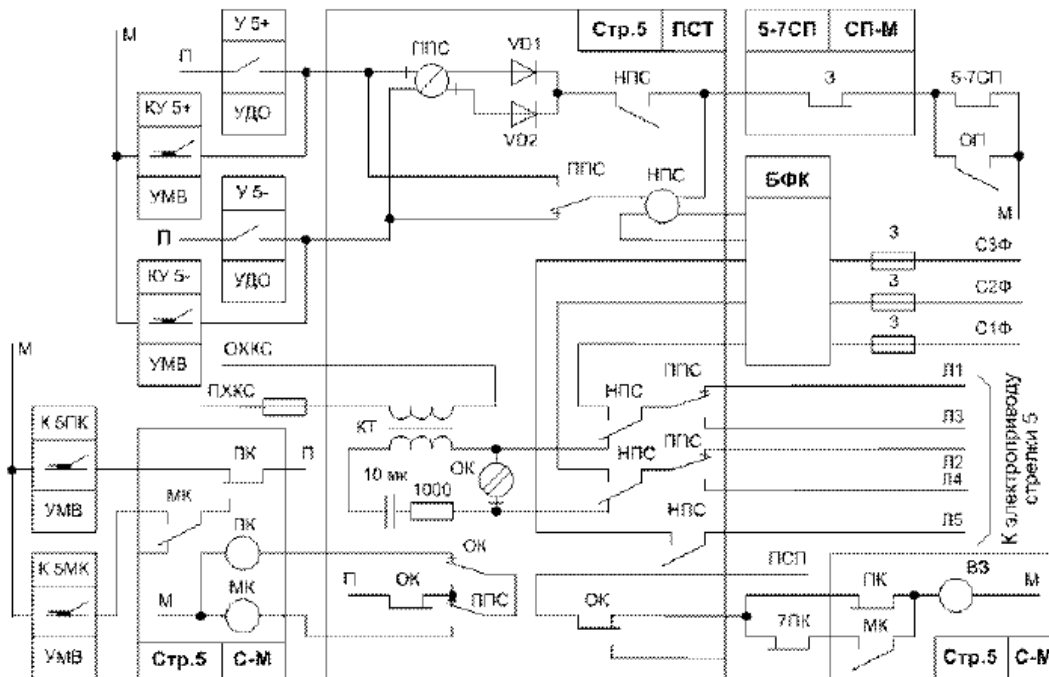 М
У 5+
П
УДО
КУ 5+
УМВ
У 5-
П
УДО
КУ 5-
УМВ
ППС
VD1
VD2
НПС
Стр.5 ПСТ
5-7СП СП-М
З
5-7СП
ОП
М
ППС
НПС
БФК
З
С3Ф
З
С2Ф
З
С1Ф
М
ОХКС
ПХКС
КТ
НПС
ППС
Л1
Л3
К 5ПК
УМВ
ПК
П
МК
10 мк
1000
ОК
НПС
ППС
Л2
Л4
К электроприводу
стрелки 5
К 5МК
УМВ
ПК
МК
М
Стр.5 С-М
ОК
П
ОК
ППС
НПС
Л5
ПСП
ОК
7ПК
ПК
МК
ВЗ
М
Стр.5 С-М